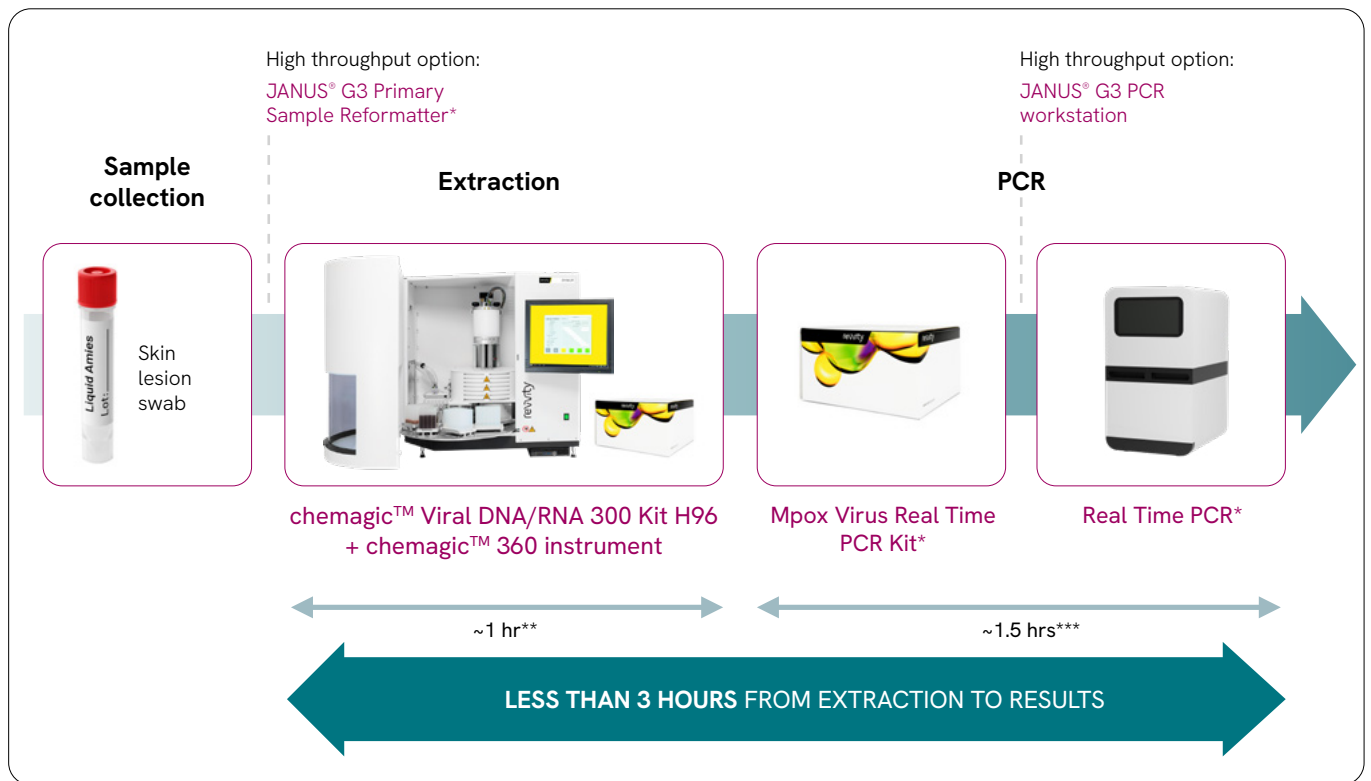 High throughput option:
JANUS® G3 Primary
Sample Reformatter*
High throughput option:
JANUS® G3 PCR
workstation
Sample
collection
Extraction
PCR
Liquid Amies
Lot:
Skin
lesion
swab
revvity
revvity
revvity
chemagic™ Viral DNA/RNA 300 Kit H96
+ chemagic™ 360 instrument
Mpox Virus Real Time
PCR Kit*
Real Time PCR*
~1 hr**
~1.5 hrs***
LESS THAN 3 HOURS FROM EXTRACTION TO RESULTS